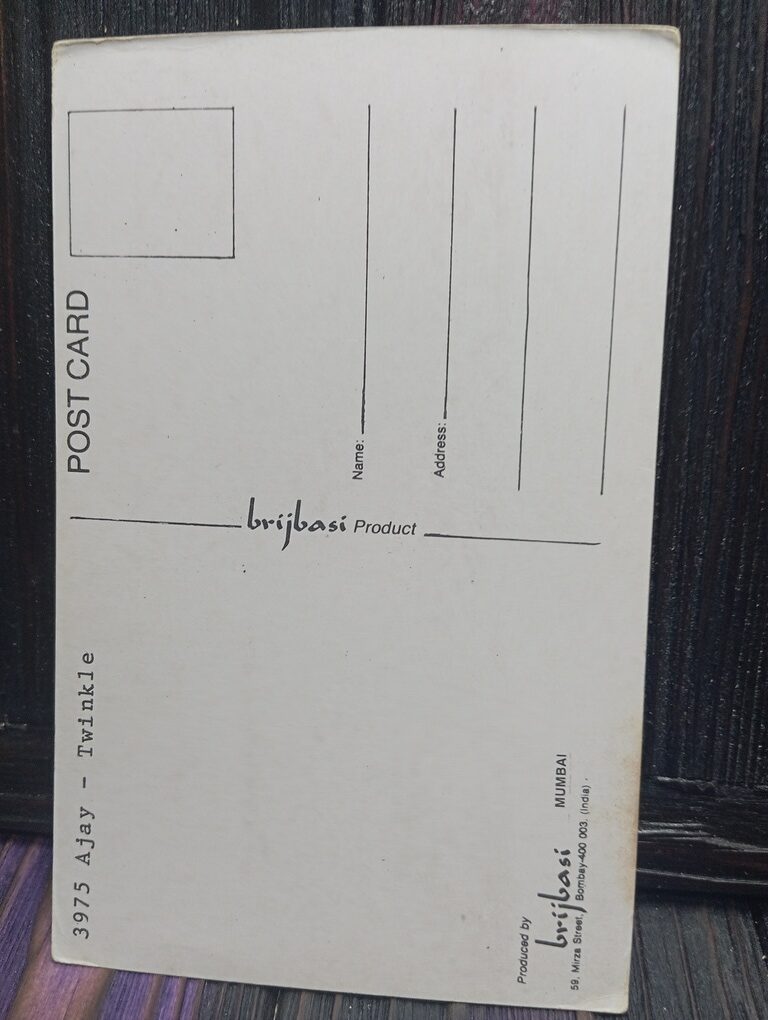 3975 Ajay - Twinkle
POST CARD
brijbasi Product
Name:
Address:
Produced by
brijbasi MUMBAI
59, Mirza Street, Bombay-400 003. (India)